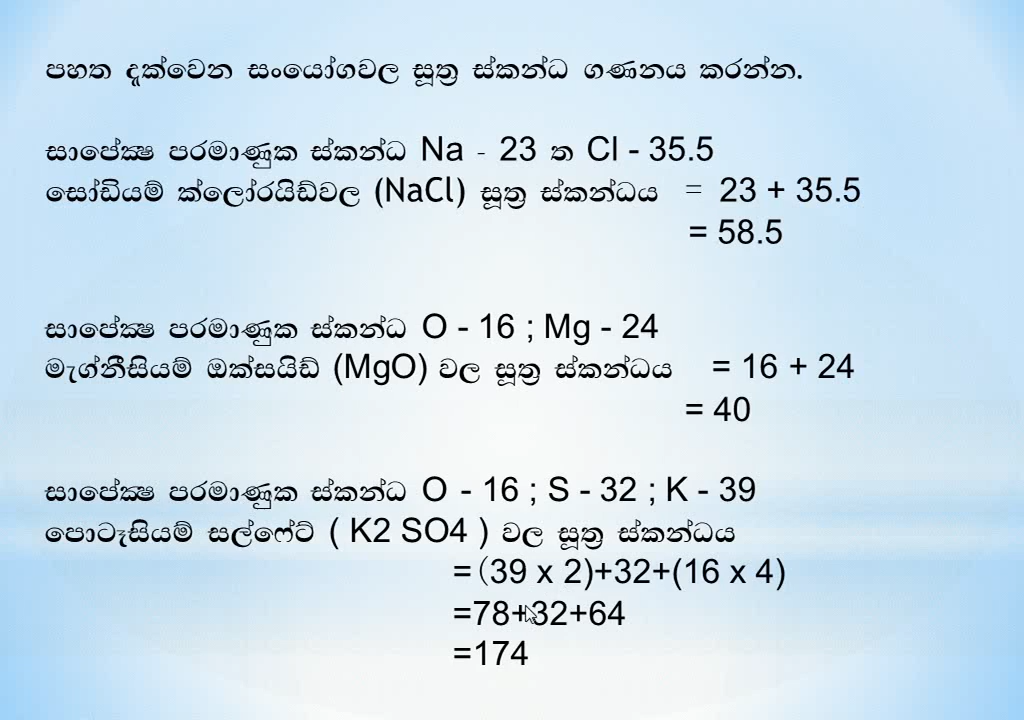 පහත දැක්වෙන සංයෝගවල සූත්‍ර ස්කන්ධ ගණනය කරන්න.
සාපේක්‍ෂ පරමාණුක ස්කන්ධ Na - 23 ත Cl - 35.5
සෝඩියම් ක්ලෝරයිඩ්වල (NaCl) සූත්‍ර ස්කන්ධය = 23 + 35.5
= 58.5
සාපේක්‍ෂ පරමාණුක ස්කන්ධ O - 16 ; Mg - 24
මැග්නීසියම් ඔක්සයිඩ් (MgO) වල සූත්‍ර ස්කන්ධය = 16 + 24
= 40
සාපේක්‍ෂ පරමාණුක ස්කන්ධ O - 16 ; S - 32 ; K - 39
පොටෑසියම් සල්ෆේට් ( K2 SO4 ) වල සූත්‍ර ස්කන්ධය
=(39 x 2)+32+(16 x 4)
=78+32+64
=174